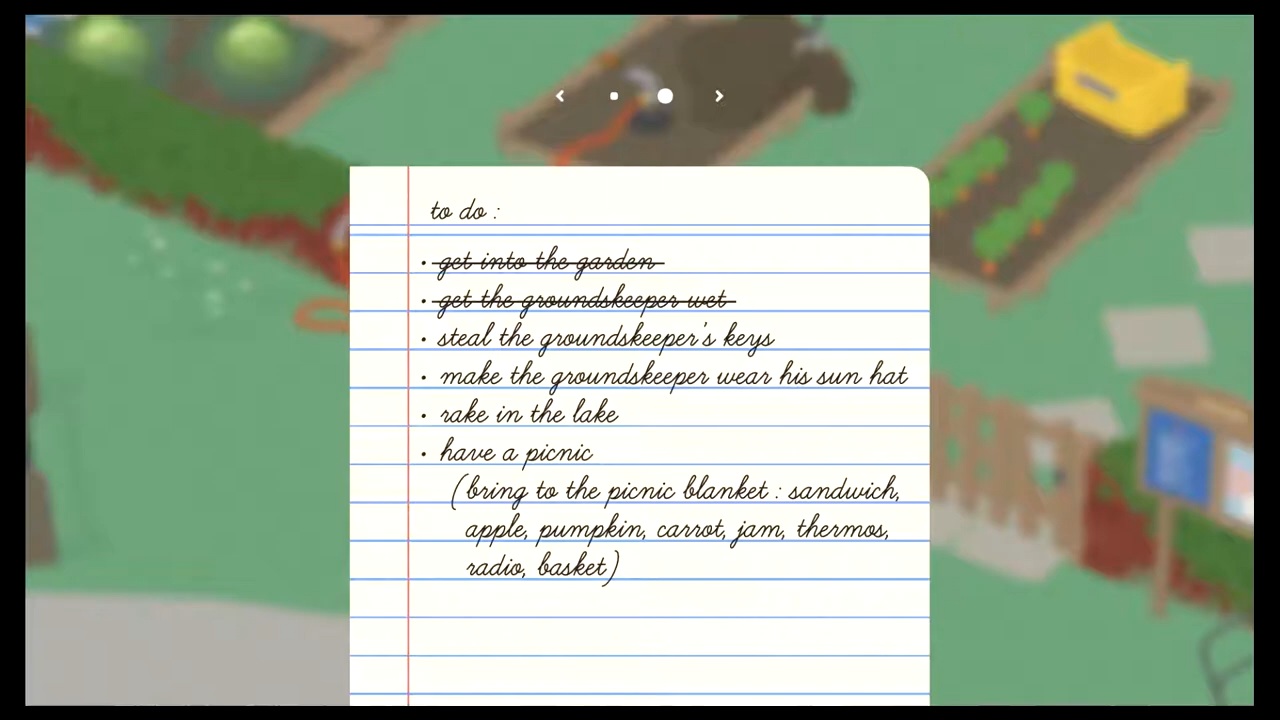 to do :
• get into the garden
• get the groundskeeper wet
• steal the groundskeeper's keys
• make the groundskeeper wear his sun hat
• rake in the lake
• have a picnic
(bring to the picnic blanket : sandwich,
apple, pumpkin, carrot, jam, thermos,
radio, basket)